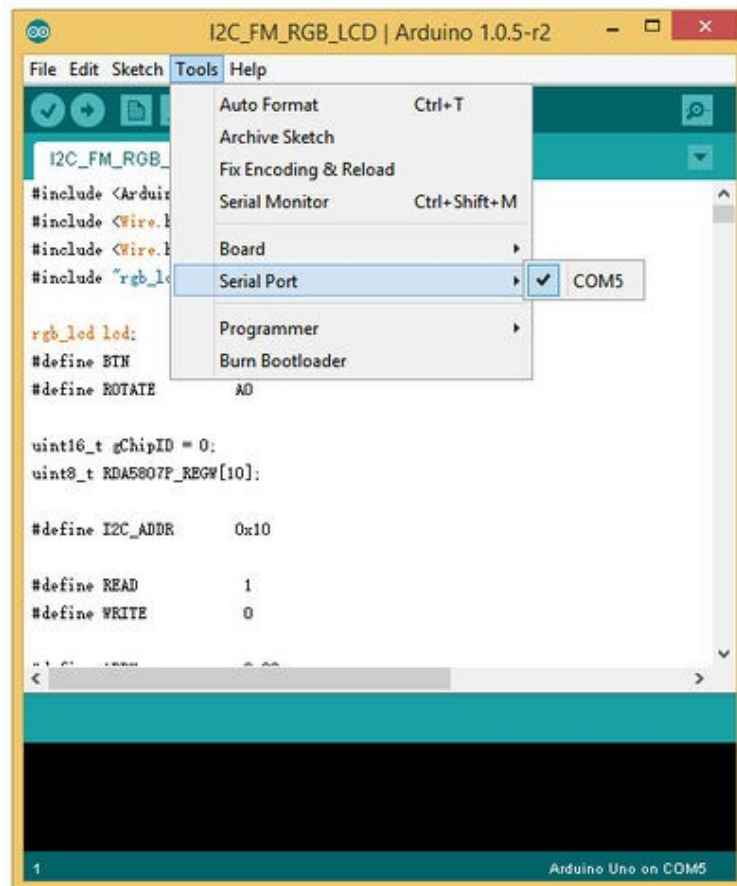 I2C_FM_RGB_LCD | Arduino 1.0.5-r2
File Edit Sketch Tools Help
Auto Format Ctrl+T
Archive Sketch
Fix Encoding & Reload
Serial Monitor Ctrl+Shift+M
Board
Serial Port
COM5
Programmer
Burn Bootloader
I2C_FM_RGB_
#include <Arduin
#include <Wire.h
#include <Wire.h
#include "rgb_lc
rgb_lcd lcd;
#define BTN
#define ROTATE A0
uint16_t gChipID = 0;
uint8_t RDA5807P_REGW[10];
#define I2C_ADDR 0x10
#define READ 1
#define WRITE 0
1
Arduino Uno on COM5